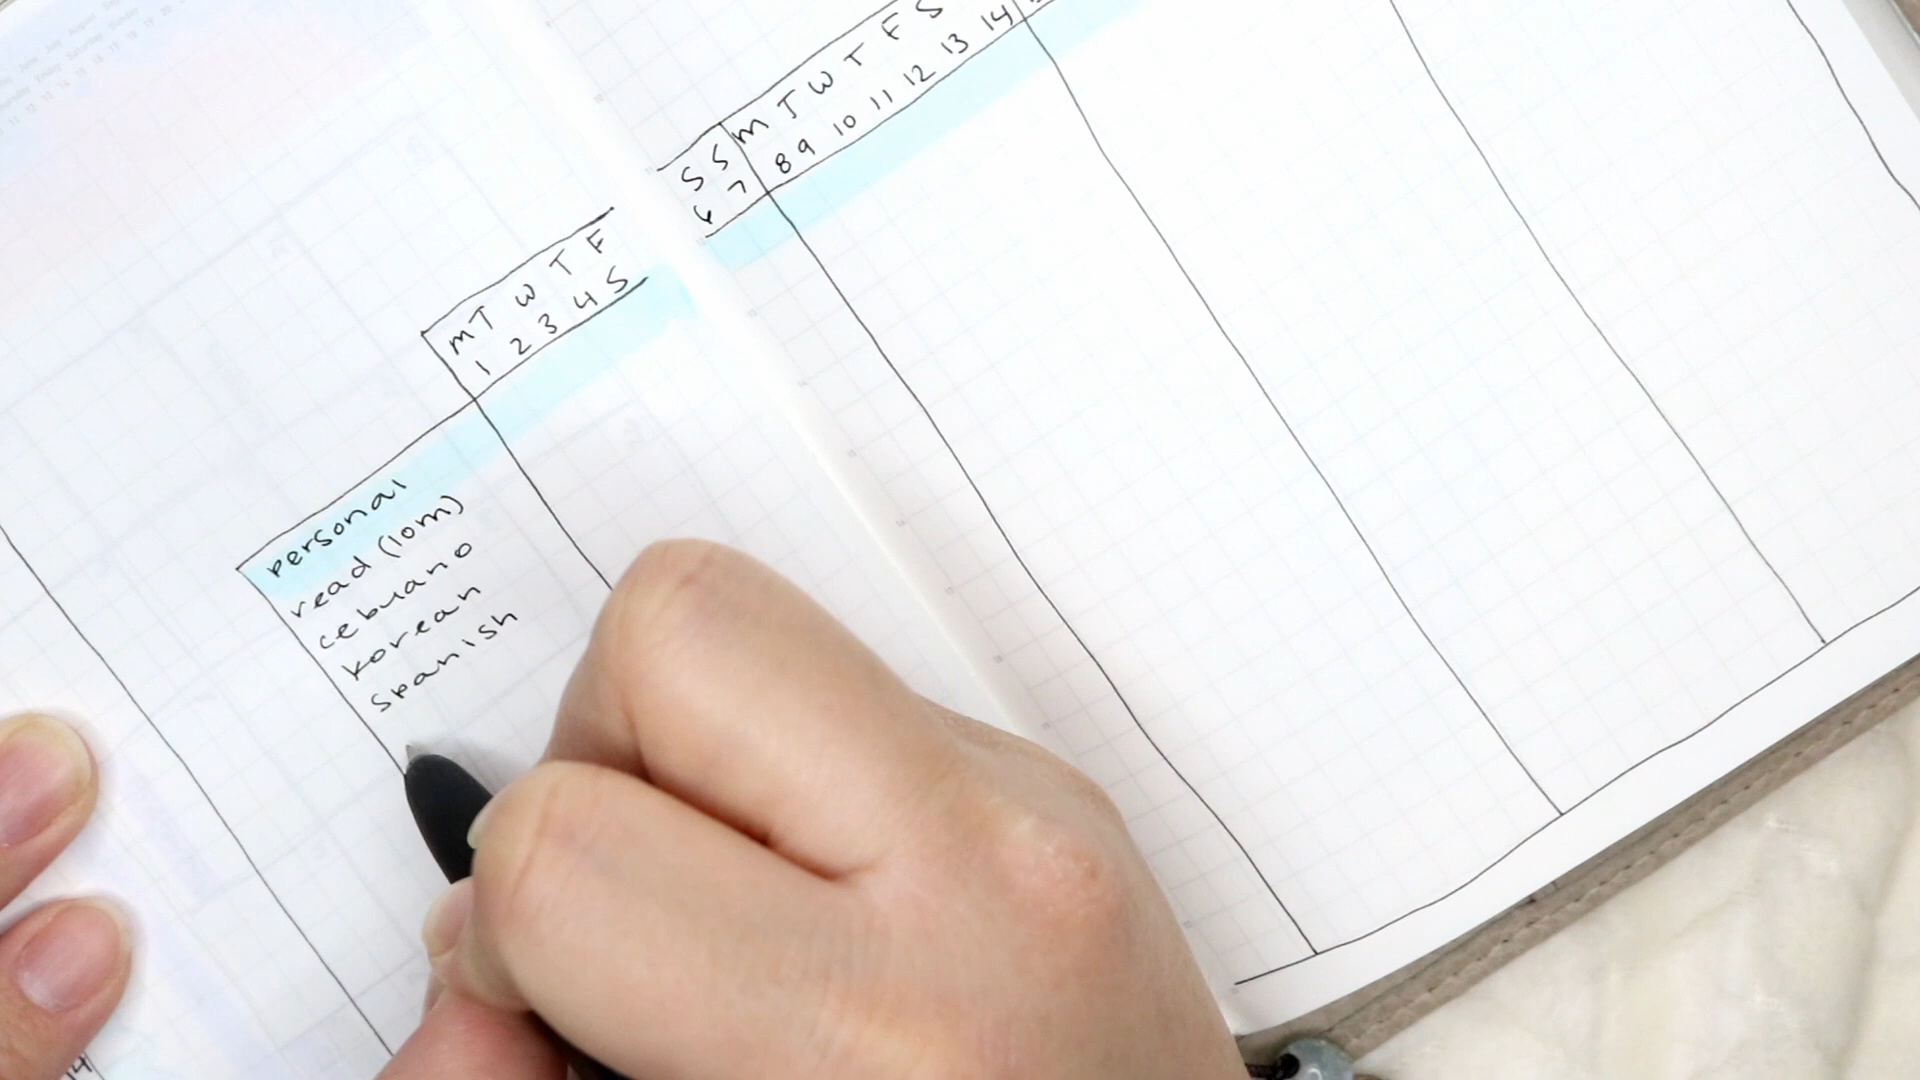 M T W T F
1 2 3 4 5
S S M T W T F S
6 7 8 9 10 11 12 13 14
personal
read (10m)
cebuano
korean
spanish
14